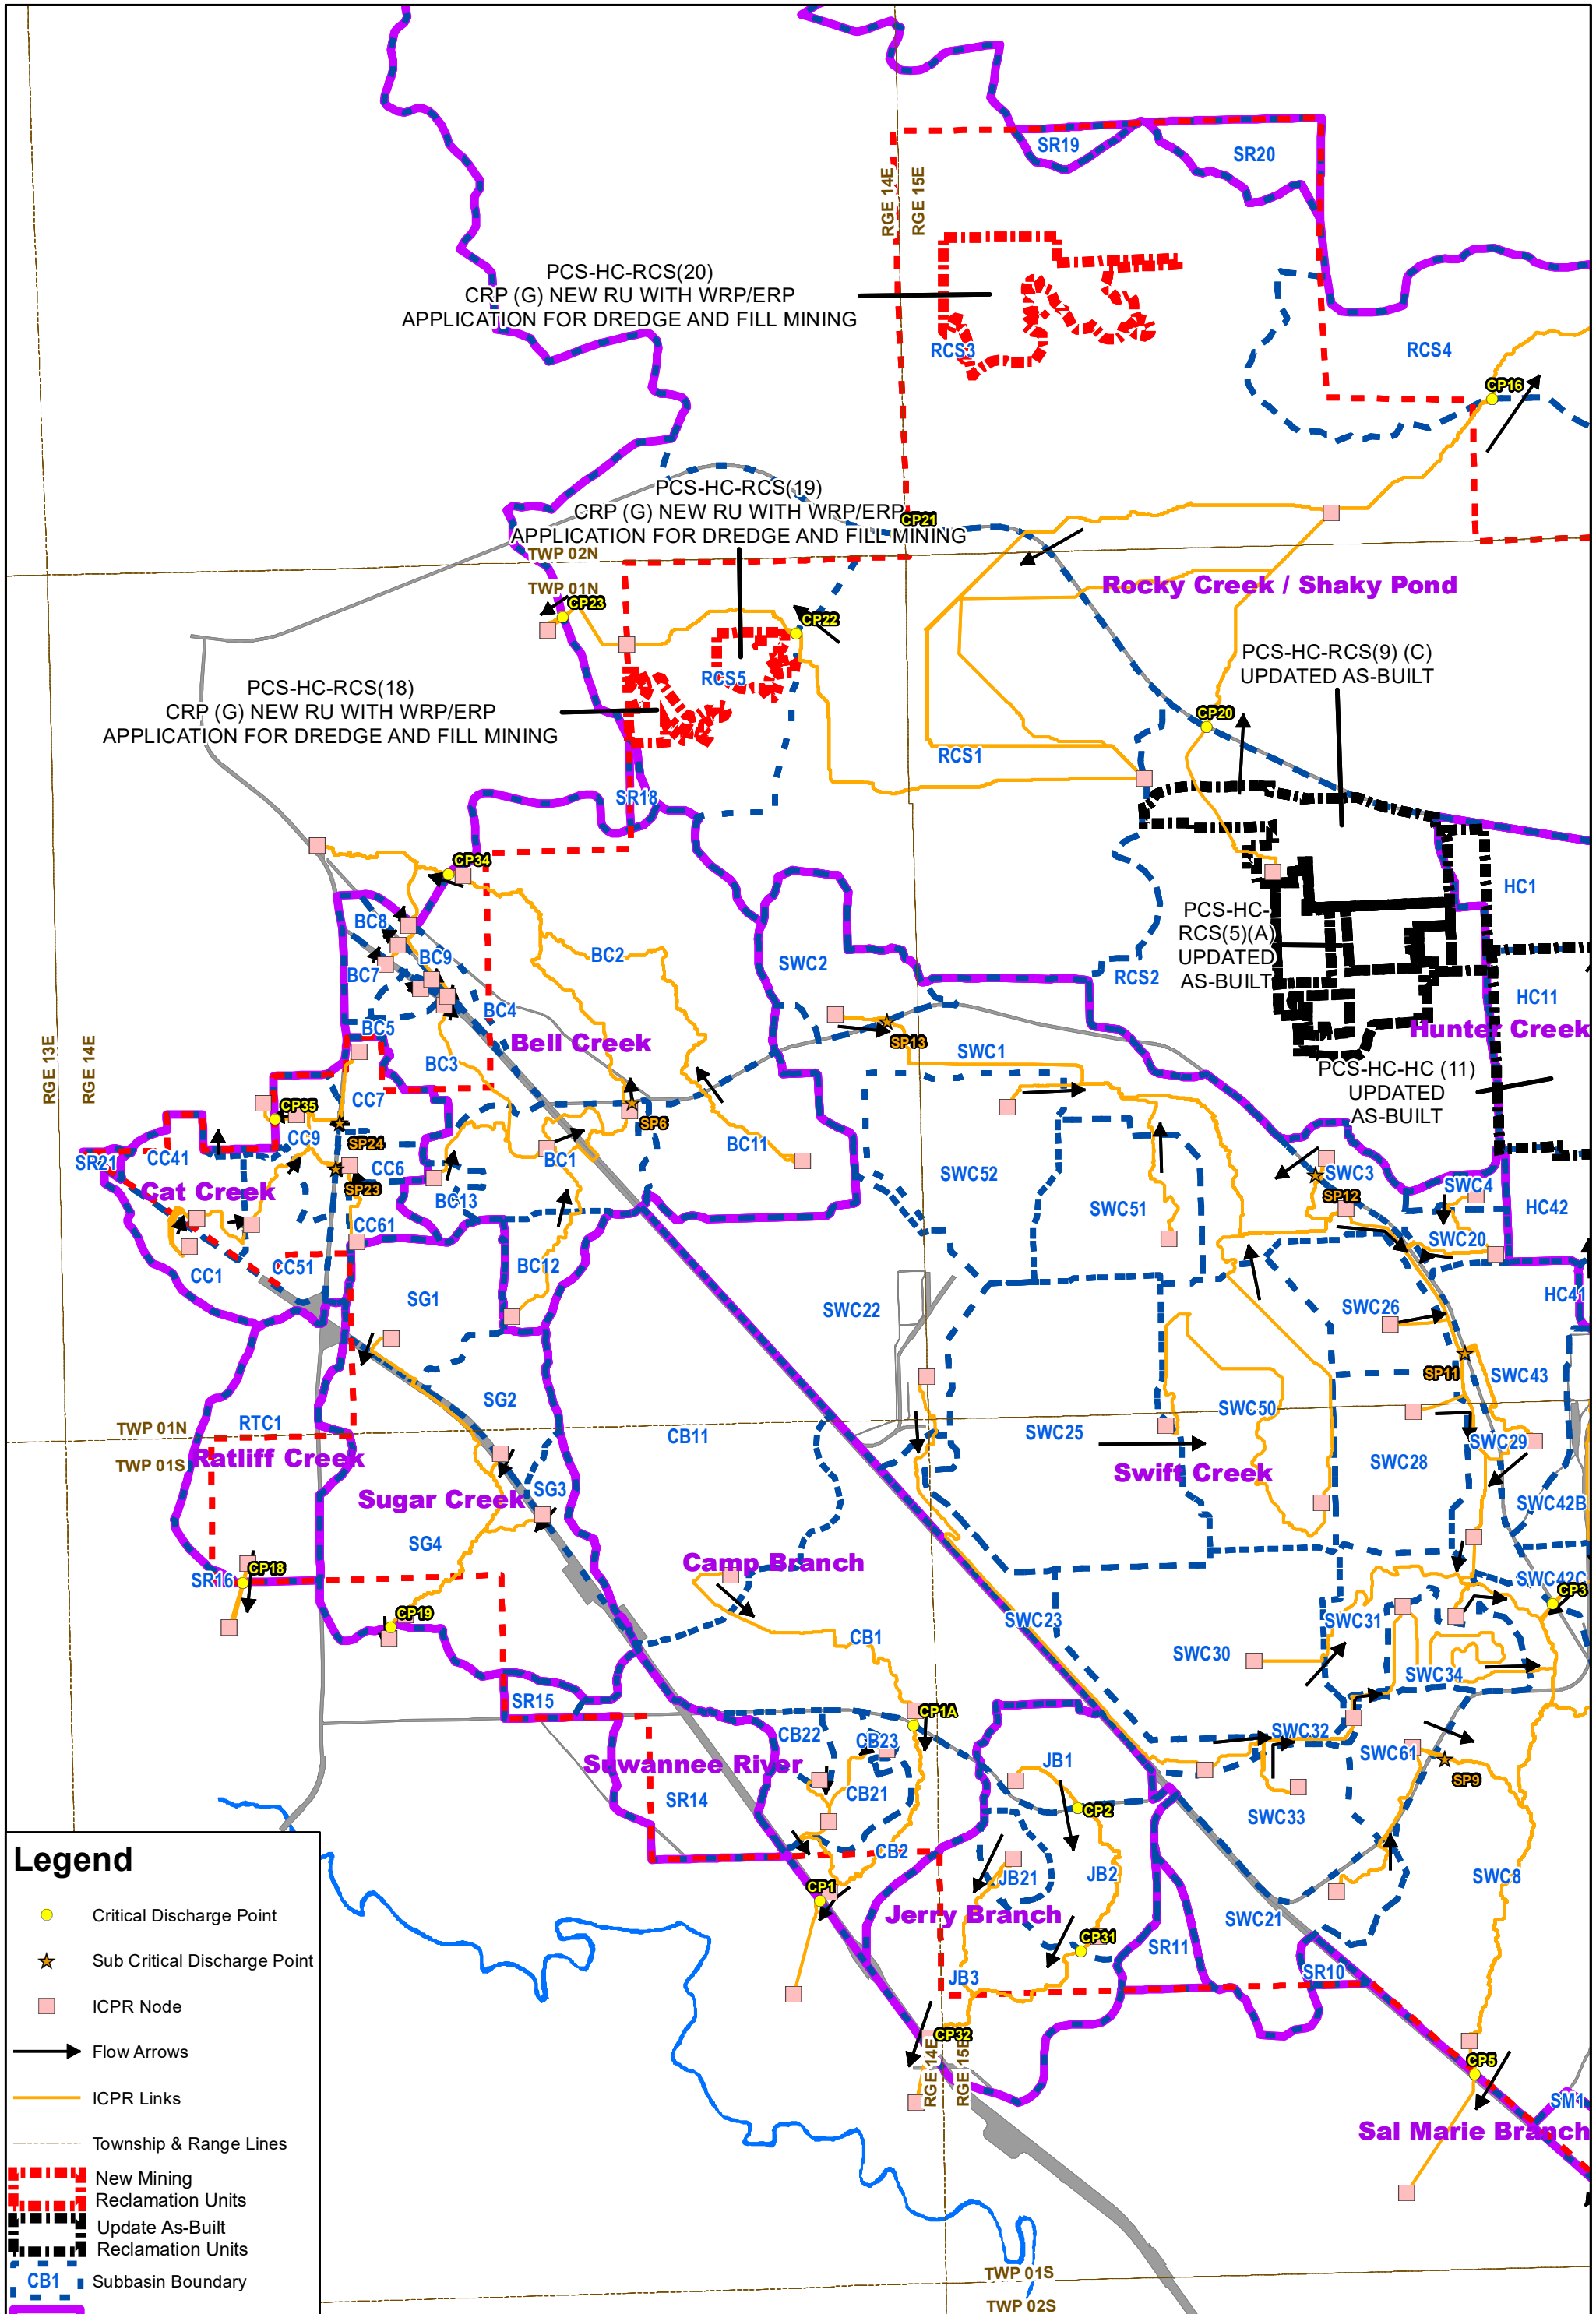 SR19
SR20
RGE 14E
RGE 15E
PCS-HC-RCS(20)
CRP (G) NEW RU WITH WRP/ERP
APPLICATION FOR DREDGE AND FILL MINING
RCS3
RCS4
CP16
PCS-HC-RCS(19)
CRP (G) NEW RU WITH WRP/ERP
APPLICATION FOR DREDGE AND FILL MINING
CP21
TWP 02N
TWP 01N
Rocky Creek / Shaky Pond
CP23
CP22
PCS-HC-RCS(9) (C)
UPDATED AS-BUILT
RCS5
PCS-HC-RCS(18)
CRP (G) NEW RU WITH WRP/ERP
APPLICATION FOR DREDGE AND FILL MINING
CP20
RCS1
SR18
CP34
HC1
PCS-HC-
RCS(5)(A)
UPDATED
AS-BUILT
BC8
BC9
BC2
SWC2
BC7
RCS2
HC11
BC4
BC5
Bell Creek
Hunter Creek
SP13
SWC1
BC3
RGE 13E
RGE 14E
PCS-HC-HC (11)
UPDATED
AS-BUILT
CC7
CP35
SP6
CC9
SP24
BC11
SR21
CC41
CC6
BC1
SWC52
SWC3
SWC4
SP23
Cat Creek
BC13
SP12
SWC51
HC42
CC61
SWC20
CC51
BC12
CC1
SG1
SWC22
SWC26
HC41
SP11
SWC43
SG2
SWC50
RTC1
TWP 01N
CB11
SWC25
SWC29
TWP 01S
Ratliff Creek
SWC28
Swift Creek
Sugar Creek
SG3
SWC42B
SG4
Camp Branch
CP18
SR16
SWC42C
CP3
CP19
SWC23
SWC31
CB1
SWC30
SWC34
SR15
CP1A
CB22
CB23
SWC32
SWC61
Suwannee River
JB1
SP9
CB21
SR14
CP2
SWC33
CB2
JB21
JB2
SWC8
CP1
Jerry Branch
SWC21
CP31
SR11
SR10
JB3
CP32
RGE 14E
RGE 15E
CP5
SM1
Sal Marie Branch
TWP 01S
TWP 02S
Legend
Critical Discharge Point
Sub Critical Discharge Point
ICPR Node
Flow Arrows
ICPR Links
Township & Range Lines
New Mining
Reclamation Units
Update As-Built
Reclamation Units
CB1
Subbasin Boundary